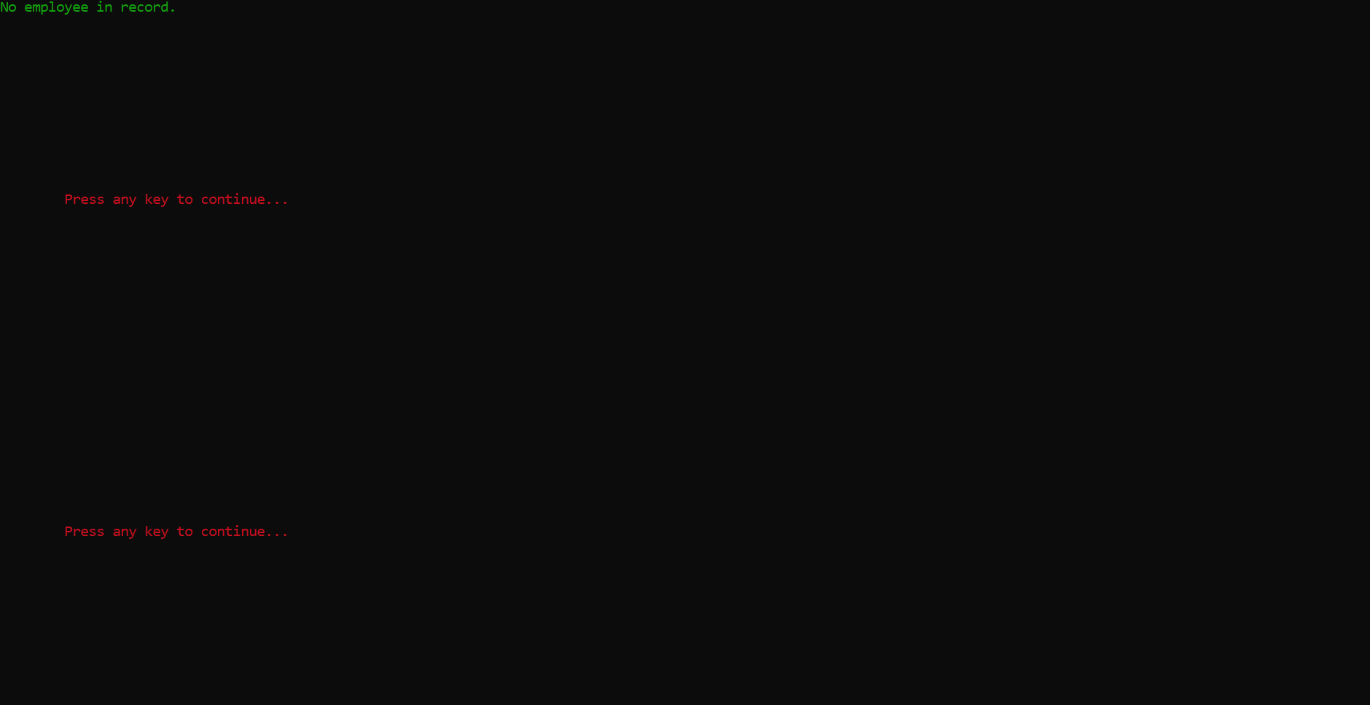 No employee in record.
Press any key to continue...
Press any key to continue...